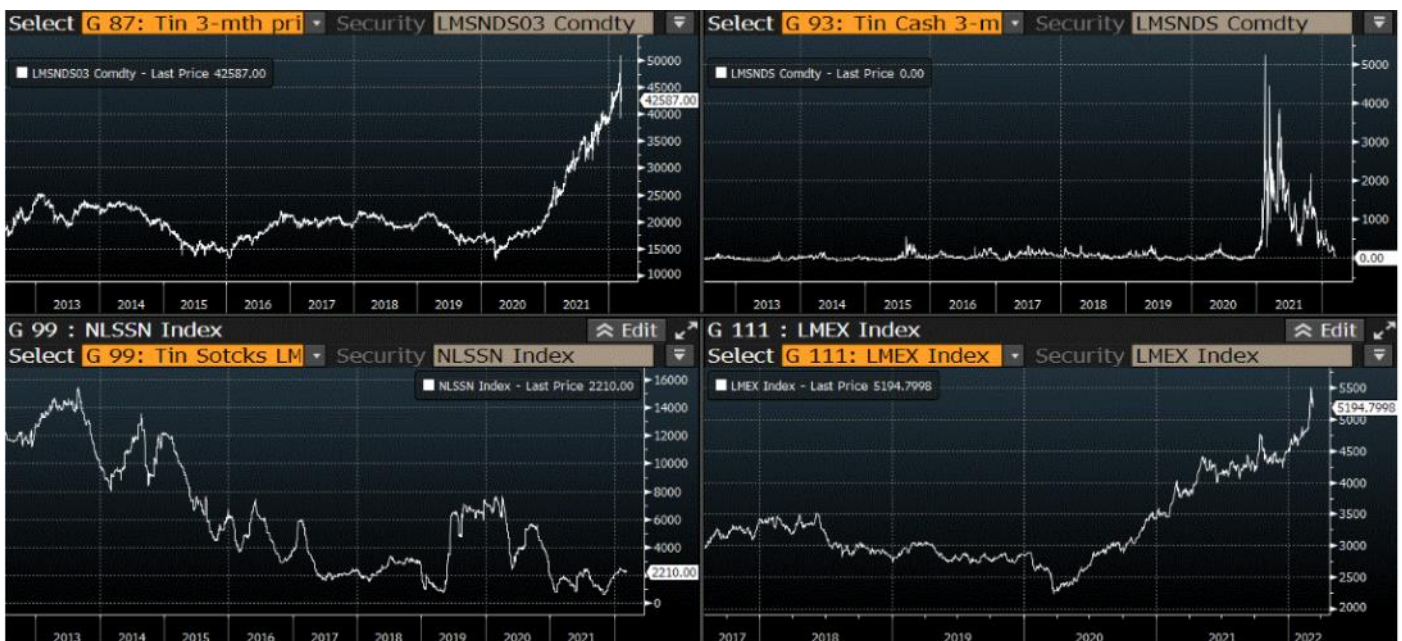 Select G 87: Tin 3-mth pri Security LMSNDS03 Comdty
LMSNDS03 Comdty - Last Price 42587.00
50000
45000
42587.00
40000
35000
30000
25000
20000
15000
10000
2013 2014 2015 2016 2017 2018 2019 2020 2021
Select G 93: Tin Cash 3-m Security LMSNDS Comdty
LMSNDS Comdty - Last Price 0.00
5000
4000
3000
2000
1000
0.00
2013 2014 2015 2016 2017 2018 2019 2020 2021
G 99 : NLSSN Index Edit
Select G 99: Tin Sotcks LM Security NLSSN Index
NLSSN Index - Last Price 2210.00
16000
14000
12000
10000
8000
6000
4000
2210.00
0
2013 2014 2015 2016 2017 2018 2019 2020 2021
G 111 : LMEX Index Edit
Select G 111: LMEX Index Security LMEX Index
LMEX Index - Last Price 5194.7998
5500
5194.7998
5000
4500
4000
3500
3000
2500
2000
2017 2018 2019 2020 2021 2022